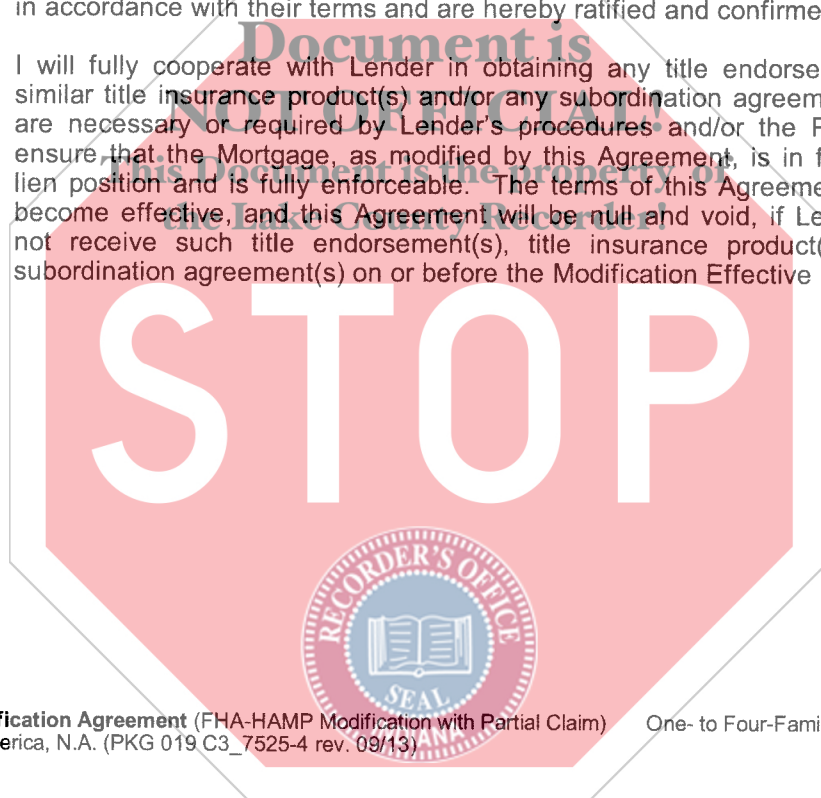 in accordance with their terms and are hereby ratified and confirme
Document is
I will fully cooperate with Lender in obtaining any title endorse
similar title insurance product(s) and/or any subordination agreem
NOT OFFICIAL!
are necessary or required by Lender's procedures and/or the
ensure that the Mortgage, as modified by this Agreement, is in
This Document is the property of
lien position and is fully enforceable. The terms of this Agreeme
become effective, and this Agreement will be null and void, if Le
the Lake County Recorder!
not receive such title endorsement(s), title insurance product(
subordination agreement(s) on or before the Modification Effective
STOP
RECORDER'S OFFICE
SEAL
INDIANA
fication Agreement (FHA-HAMP Modification with Partial Claim) One- to Four-Fami
erica, N.A. (PKG 019 C3_7525-4 rev. 09/13)